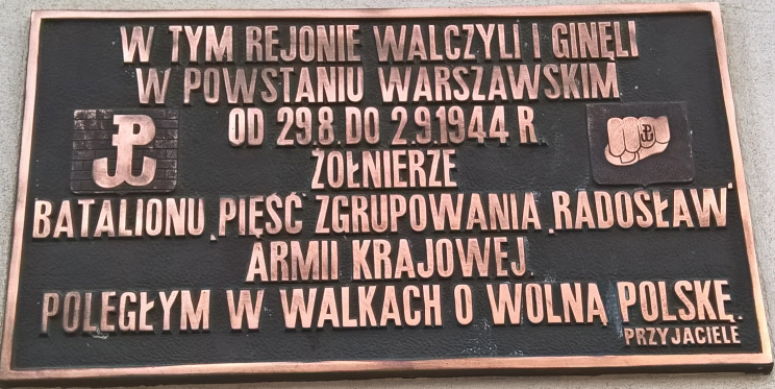 W TYM REJONIE WALCZYLI I GINĘLI
W POWSTANIU WARSZAWSKIM
OD 29.8. DO 2.9.1944 R.
ŻOŁNIERZE
BATALIONU „PIĘŚĆ" ZGRUPOWANIA „RADOSŁAW"
ARMII KRAJOWEJ.
POLEGŁYM W WALKACH O WOLNĄ POLSKĘ.
PRZYJACIELE